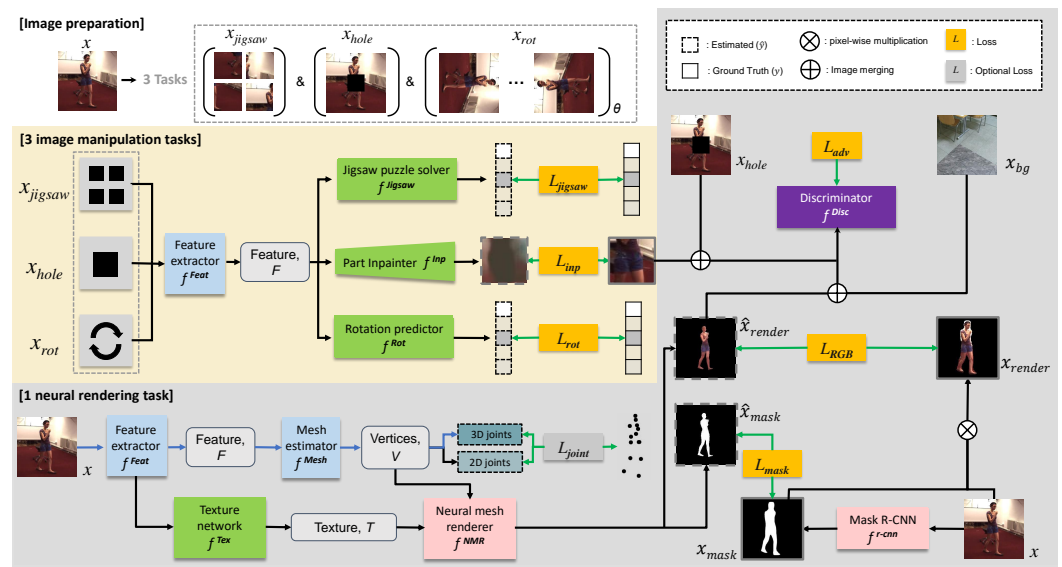 [Image preparation]
x
3 Tasks
x_jigsaw
&
x_hole
&
x_rot
...
θ
: Estimated (ŷ)
: pixel-wise multiplication
L : Loss
: Ground Truth (y)
: Image merging
L : Optional Loss
[3 image manipulation tasks]
x_jigsaw
x_hole
x_rot
Feature
extractor
f Feat
Feature,
F
Jigsaw puzzle solver
f Jigsaw
L_jigsaw
Part Inpainter f Inp
L_inp
Rotation predictor
f Rot
L_rot
x_hole
L_adv
x_bg
Discriminator
f Disc
x̂_render
L_RGB
x_render
[1 neural rendering task]
x
Feature
extractor
f Feat
Feature,
F
Mesh
estimator
f Mesh
Vertices,
V
3D joints
2D joints
L_joint
x̂_mask
L_mask
Texture
network
f Tex
Texture, T
Neural mesh
renderer
f NMR
x_mask
Mask R-CNN
f r-cnn
x